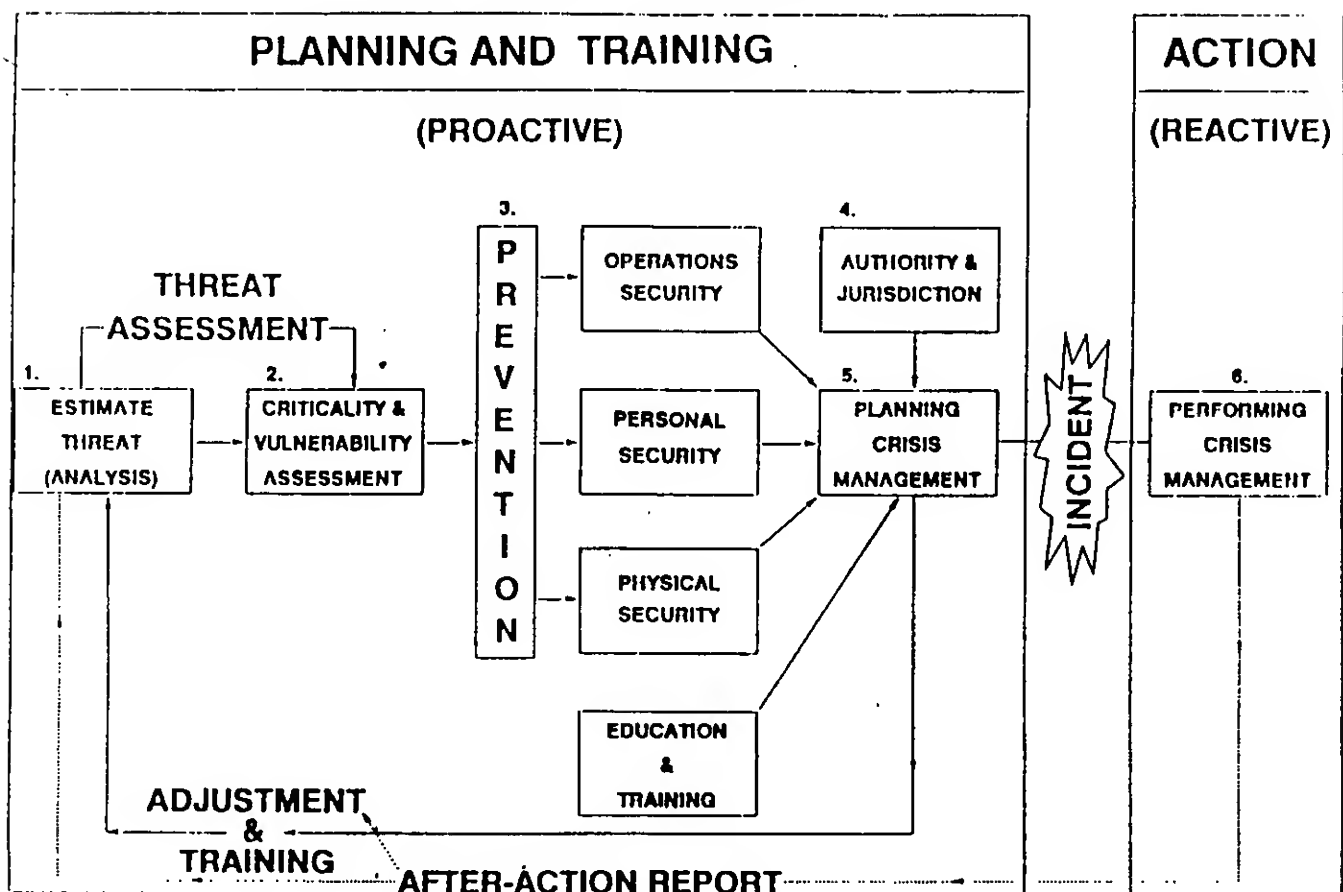 PLANNING AND TRAINING
ACTION
(PROACTIVE)
(REACTIVE)
THREAT
ASSESSMENT
1.
ESTIMATE
THREAT
(ANALYSIS)
2.
CRITICALITY &
VULNERABILITY
ASSESSMENT
3.
PREVENTION
OPERATIONS
SECURITY
PERSONAL
SECURITY
PHYSICAL
SECURITY
EDUCATION
&
TRAINING
4.
AUTHORITY &
JURISDICTION
5.
PLANNING
CRISIS
MANAGEMENT
INCIDENT
6.
PERFORMING
CRISIS
MANAGEMENT
ADJUSTMENT
&
TRAINING
AFTER-ACTION REPORT